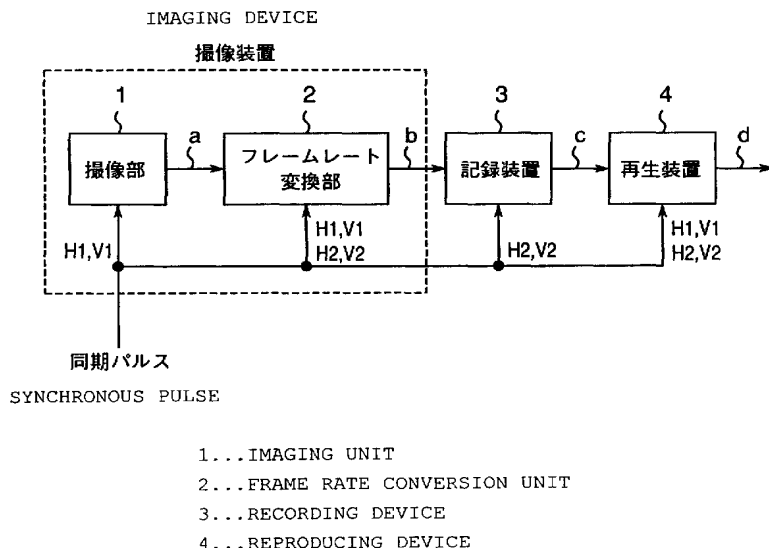 IMAGING DEVICE
撮像装置
1
2
3
4
a
b
c
d
撮像部
フレームレート
変換部
記録装置
再生装置
H1,V1
H1,V1
H2,V2
H2,V2
H1,V1
H2,V2
同期パルス
SYNCHRONOUS PULSE
1...IMAGING UNIT
2...FRAME RATE CONVERSION UNIT
3...RECORDING DEVICE
4...REPRODUCING DEVICE